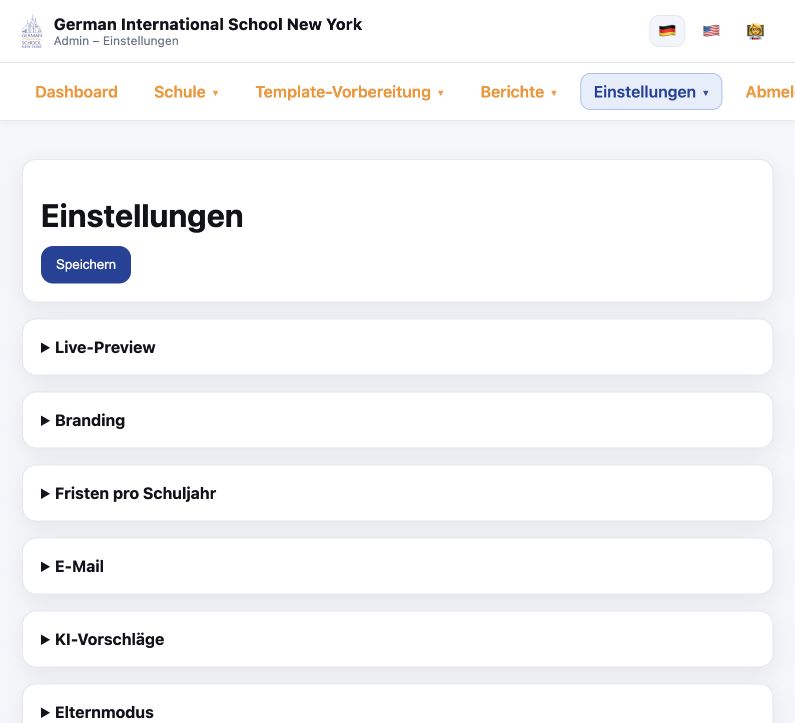 German International School New York
Admin – Einstellungen
Dashboard
Schule ▾
Template-Vorbereitung ▾
Berichte ▾
Einstellungen ▾
Einstellungen
Speichern
Live-Preview
Branding
Fristen pro Schuljahr
E-Mail
KI-Vorschläge
Elternmodus